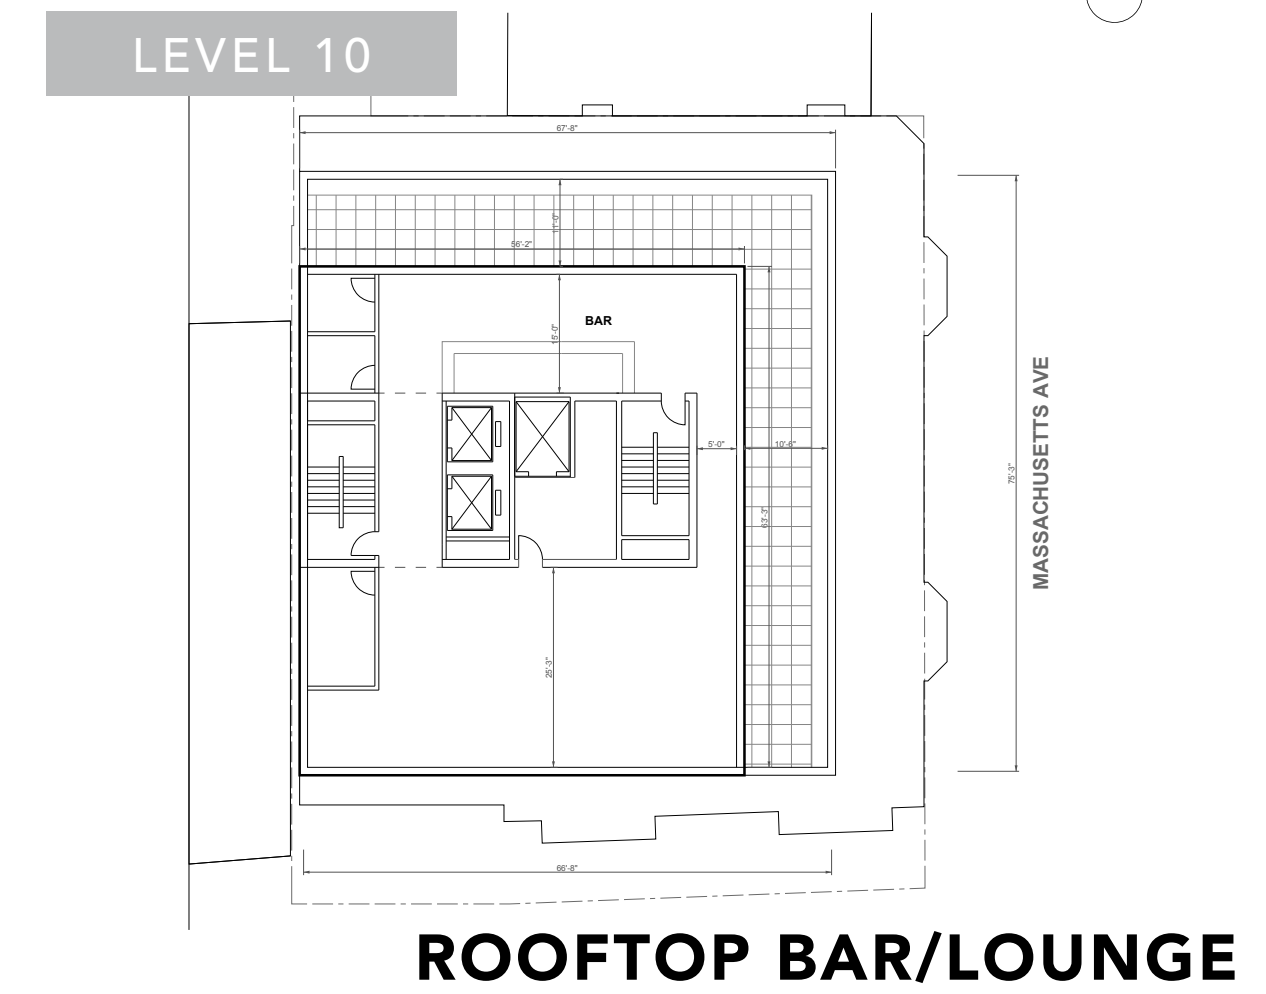 LEVEL 10
67'-8"
11'-0"
56'-2"
BAR
15'-0"
5'-0"
10'-6"
63'-3"
75'-3"
MASSACHUSETTS AVE
25'-3"
66'-8"
ROOFTOP BAR/LOUNGE